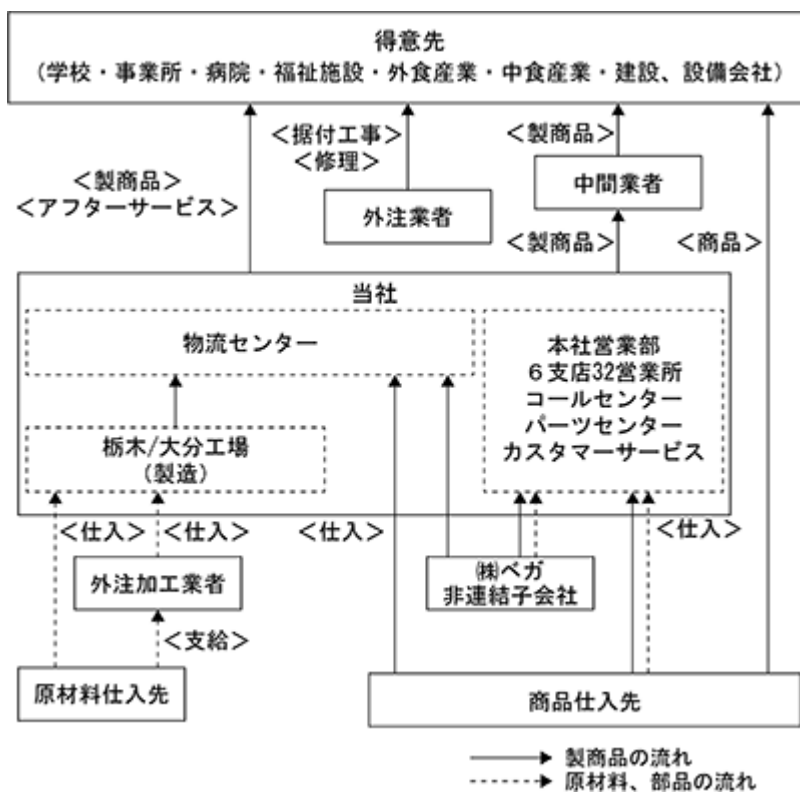 得意先
(学校・事業所・病院・福祉施設・外食産業・中食産業・建設、設備会社)
<据付工事>
<修理>
<製商品>
<製商品>
<アフターサービス>
中間業者
外注業者
<製商品>
<商品>
当社
物流センター
本社営業部
6支店32営業所
コールセンター
パーツセンター
カスタマーサービス
栃木/大分工場
(製造)
<仕入>
<仕入>
<仕入>
<仕入>
外注加工業者
㈱ベガ
非連結子会社
<支給>
原材料仕入先
商品仕入先
製商品の流れ
原材料、部品の流れ